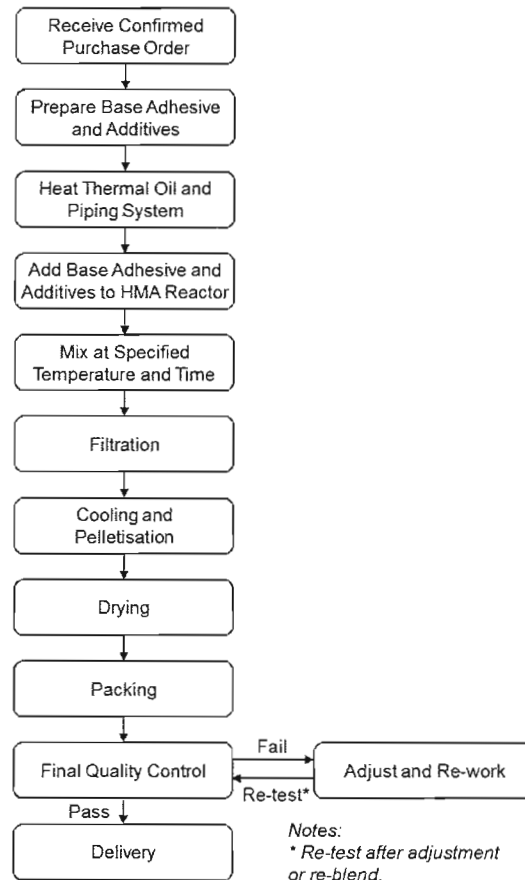 Receive Confirmed
Purchase Order
Prepare Base Adhesive
and Additives
Heat Thermal Oil and
Piping System
Add Base Adhesive and
Additives to HMA Reactor
Mix at Specified
Temperature and Time
Filtration
Cooling and
Pelletisation
Drying
Packing
Final Quality Control
Fail
Adjust and Re-work
Re-test*
Pass
Delivery
Notes:
* Re-test after adjustment
or re-blend.